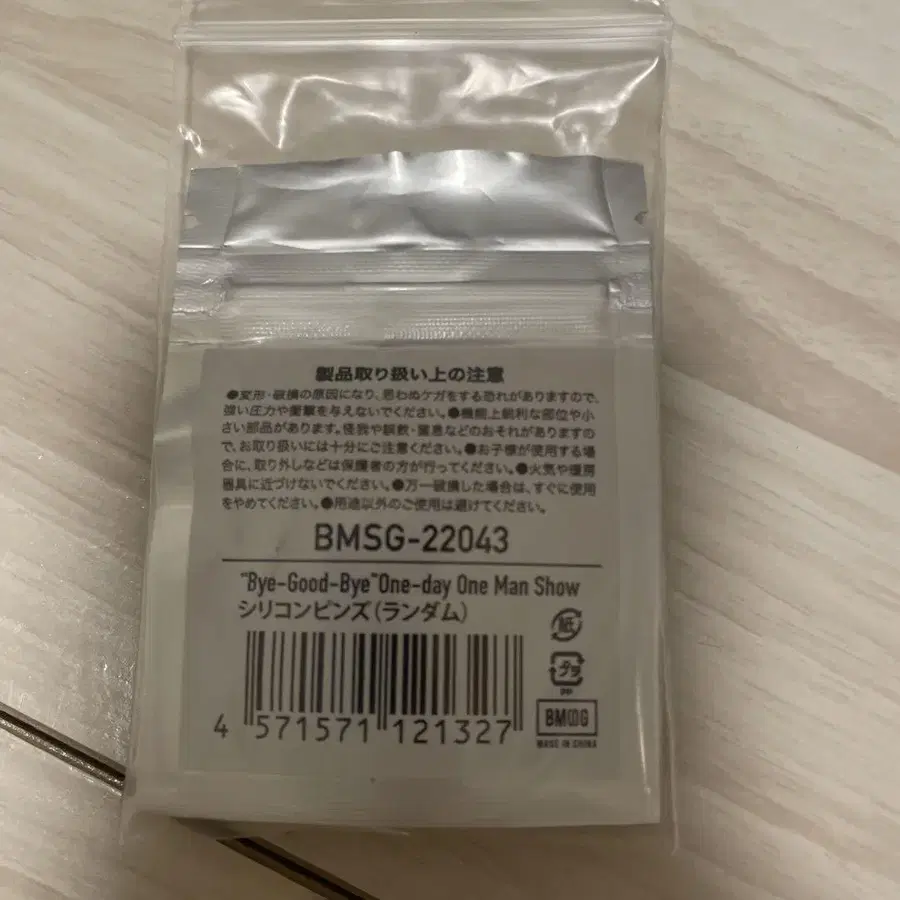 製品取り扱い上の注意
●変形・破損の原因になり、思わぬケガをする恐れがありますので、
強い圧力や衝撃を与えないでください。●機能上鋭利な部位や小
さい部品があります。怪我や誤飲・窒息などのおそれがありますの
で、お取り扱いには十分にご注意ください。●お子様が使用する場
合に、取り外しなどは保護者の方が行ってください。●火気や暖房
器具に近づけないでください。●万一破損した場合は、すぐに使用
をやめてください。●用途以外のご使用は避けてください。
BMSG-22043
"Bye-Good-Bye"One-day One Man Show
シリコンピンズ(ランダム)
紙
プラ
PP
BMSG
MADE IN CHINA
4 571571 121327